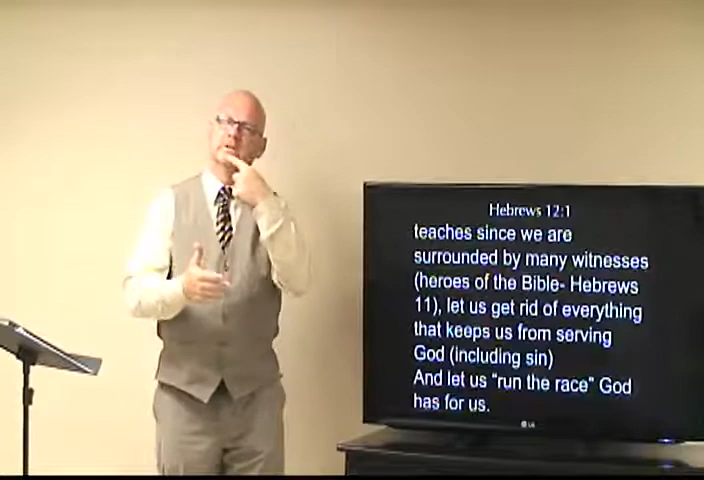 Hebrews 12:1
teaches since we are
surrounded by many witnesses
(heroes of the Bible- Hebrews
11), let us get rid of everything
that keeps us from serving
God (including sin)
And let us "run the race" God
has for us.
LG